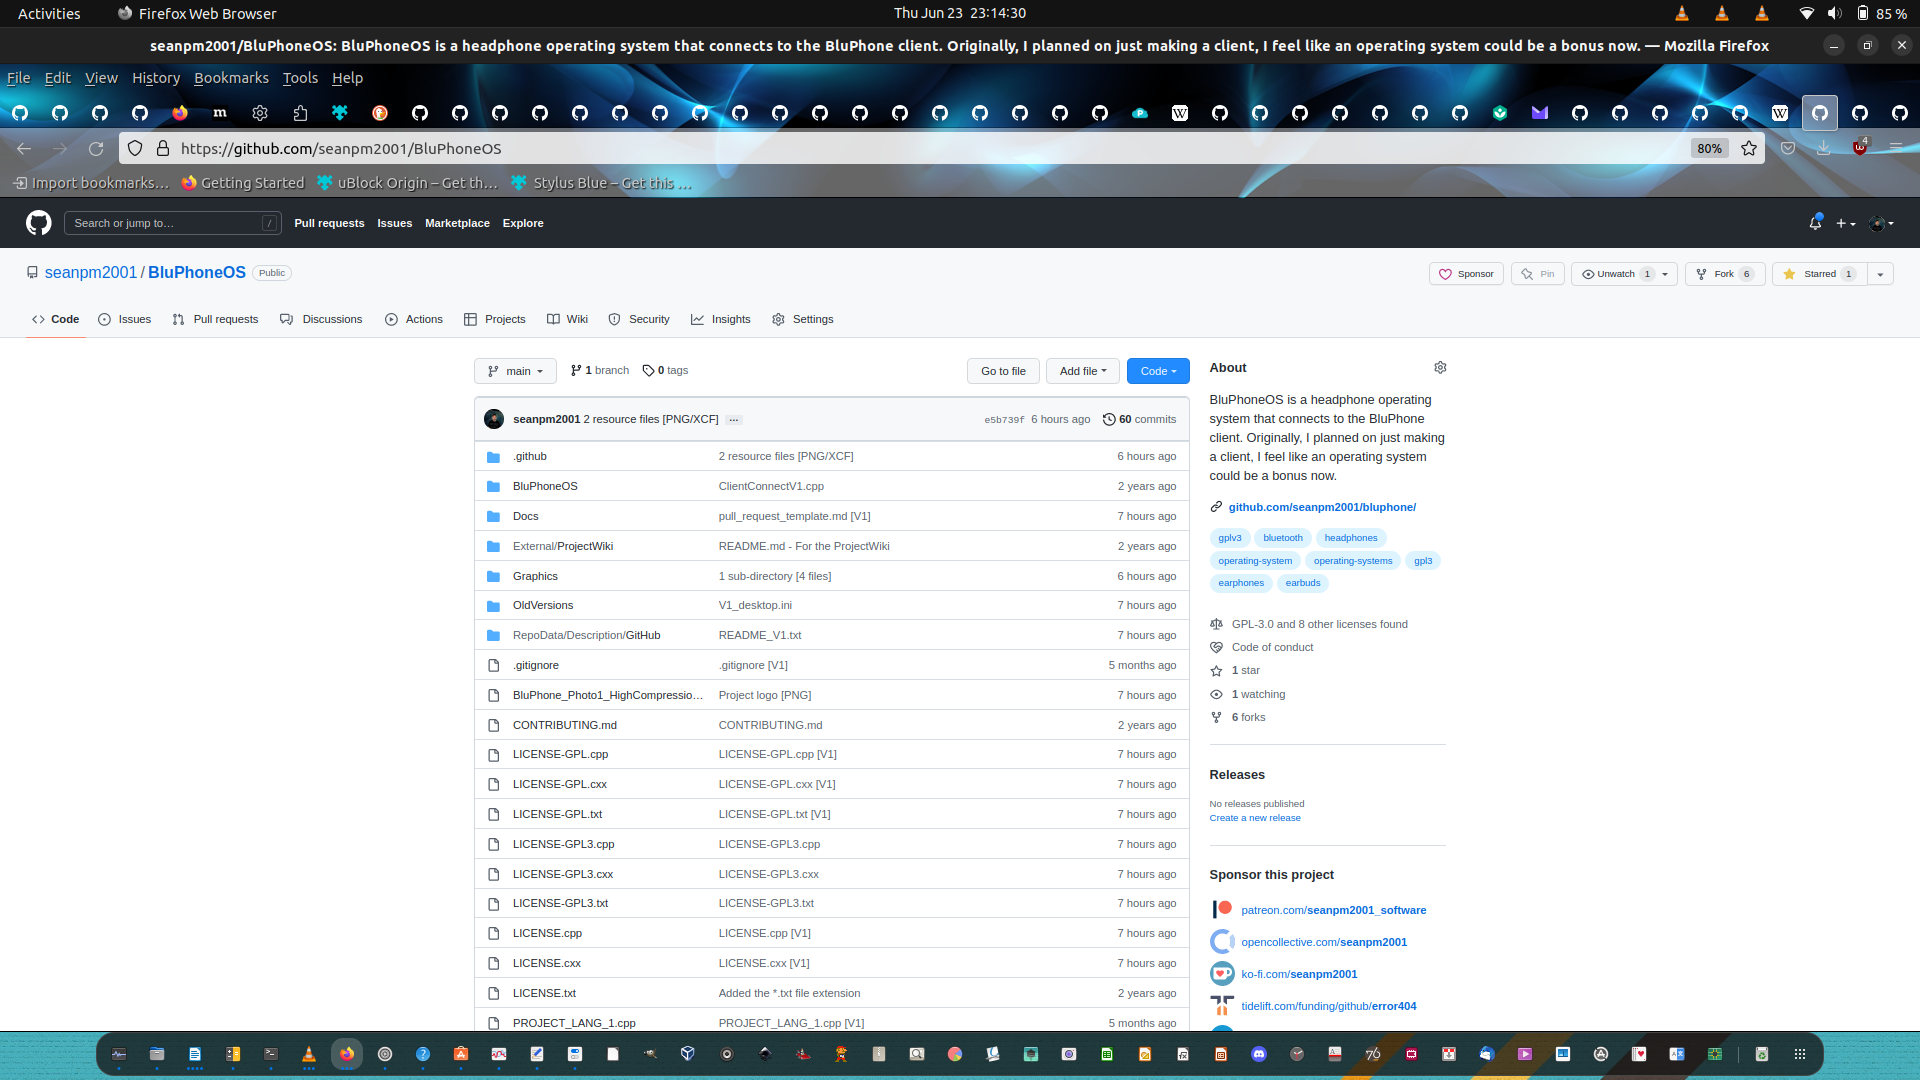 Activities Firefox Web Browser Thu Jun 23 23:14:30 85 %
seanpm2001/BluPhoneOS: BluPhoneOS is a headphone operating system that connects to the BluPhone client. Originally, I planned on just making a client, I feel like an operating system could be a bonus now. — Mozilla Firefox
File Edit View History Bookmarks Tools Help
https://github.com/seanpm2001/BluPhoneOS 80% 4
Import bookmarks… Getting Started uBlock Origin – Get th… Stylus Blue – Get this …
Search or jump to… / Pull requests Issues Marketplace Explore
seanpm2001 / BluPhoneOS Public Sponsor Pin Unwatch 1 Fork 6 Starred 1
Code Issues Pull requests Discussions Actions Projects Wiki Security Insights Settings
main 1 branch 0 tags Go to file Add file Code
seanpm2001 2 resource files [PNG/XCF] … e5b739f 6 hours ago 60 commits
.github 2 resource files [PNG/XCF] 6 hours ago
BluPhoneOS ClientConnectV1.cpp 2 years ago
Docs pull_request_template.md [V1] 7 hours ago
External/ProjectWiki README.md - For the ProjectWiki 2 years ago
Graphics 1 sub-directory [4 files] 6 hours ago
OldVersions V1_desktop.ini 7 hours ago
RepoData/Description/GitHub README_V1.txt 7 hours ago
.gitignore .gitignore [V1] 5 months ago
BluPhone_Photo1_HighCompressio… Project logo [PNG] 7 hours ago
CONTRIBUTING.md CONTRIBUTING.md 2 years ago
LICENSE-GPL.cpp LICENSE-GPL.cpp [V1] 7 hours ago
LICENSE-GPL.cxx LICENSE-GPL.cxx [V1] 7 hours ago
LICENSE-GPL.txt LICENSE-GPL.txt [V1] 7 hours ago
LICENSE-GPL3.cpp LICENSE-GPL3.cpp 7 hours ago
LICENSE-GPL3.cxx LICENSE-GPL3.cxx 7 hours ago
LICENSE-GPL3.txt LICENSE-GPL3.txt 7 hours ago
LICENSE.cpp LICENSE.cpp [V1] 7 hours ago
LICENSE.cxx LICENSE.cxx [V1] 7 hours ago
LICENSE.txt Added the *.txt file extension 2 years ago
PROJECT_LANG_1.cpp PROJECT_LANG_1.cpp [V1] 5 months ago
About
BluPhoneOS is a headphone operating
system that connects to the BluPhone
client. Originally, I planned on just making
a client, I feel like an operating system
could be a bonus now.
github.com/seanpm2001/bluphone/
gplv3 bluetooth headphones
operating-system operating-systems gpl3
earphones earbuds
GPL-3.0 and 8 other licenses found
Code of conduct
1 star
1 watching
6 forks
Releases
No releases published
Create a new release
Sponsor this project
patreon.com/seanpm2001_software
opencollective.com/seanpm2001
ko-fi.com/seanpm2001
tidelift.com/funding/github/error404